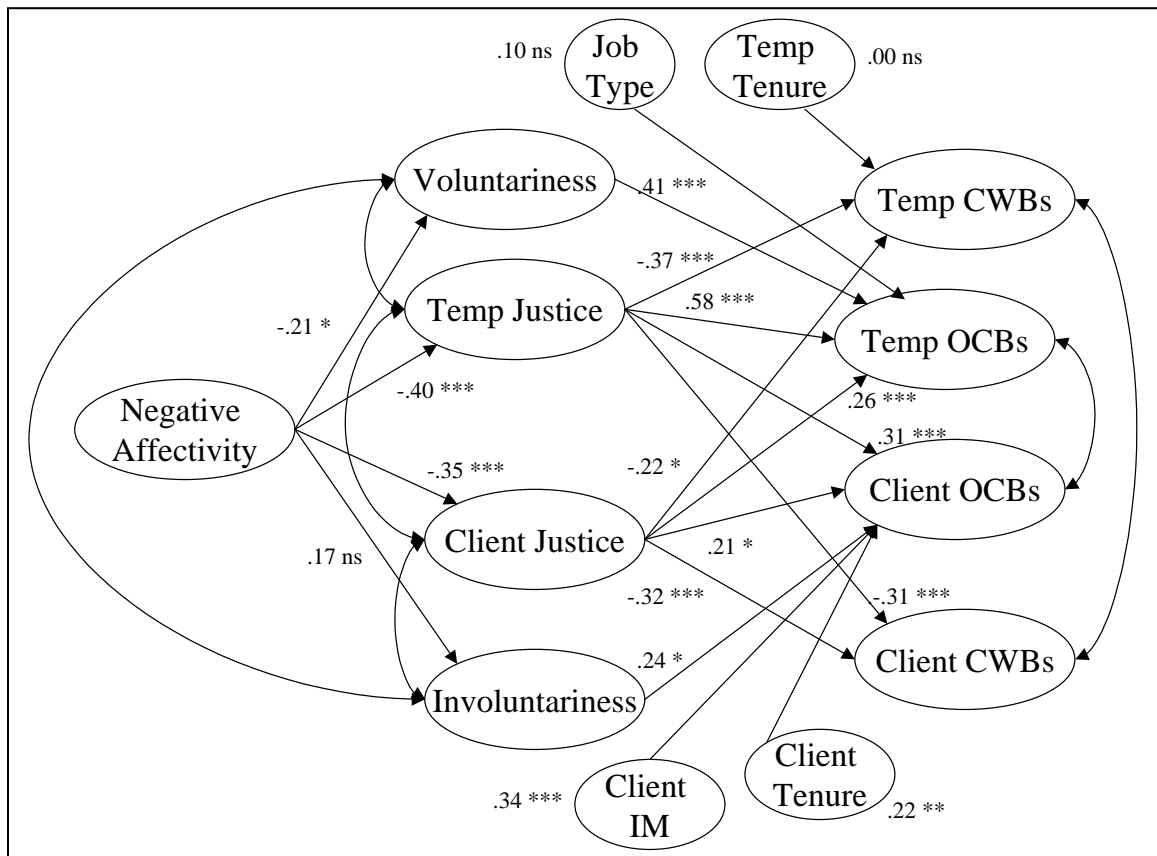 .10 ns
Job
Type
Temp
Tenure
.00 ns
Voluntariness
.41 ***
Temp CWBs
-.37 ***
Temp Justice
.58 ***
-.21 *
Temp OCBs
-.40 ***
Negative
Affectivity
.26 ***
.31 ***
-.35 ***
-.22 *
Client OCBs
Client Justice
.21 *
.17 ns
-.32 ***
-.31 ***
.24 *
Client CWBs
Involuntariness
Client
Tenure
.34 ***
Client
IM
.22 **